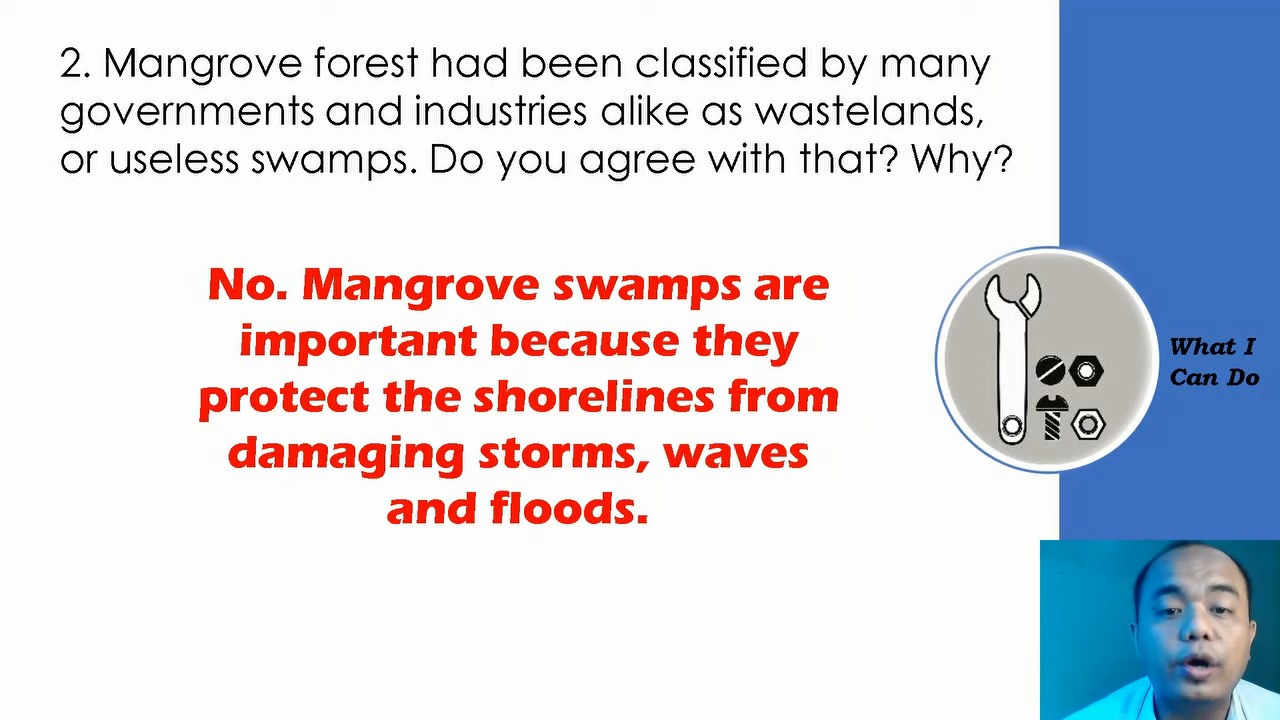 2. Mangrove forest had been classified by many
governments and industries alike as wastelands,
or useless swamps. Do you agree with that? Why?
No. Mangrove swamps are
important because they
protect the shorelines from
damaging storms, waves
and floods.
What I
Can Do